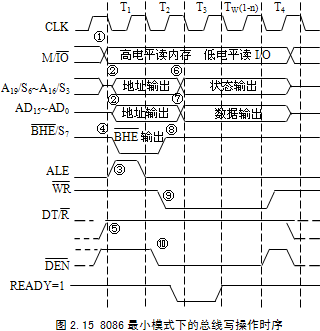 T1 T2 T3 TW(1-n) T4
CLK
①
M/IO 高电平读内存 低电平读 I/O
② ⑥
A19/S6~A16/S3 地址输出 状态输出
② ⑦
AD15~AD0 地址输出 数据输出
④ ⑧
BHE/S7 BHE 输出
ALE ③
WR ⑨
DT/R
⑤
⑩
DEN
READY=1
图 2.15 8086 最小模式下的总线写操作时序